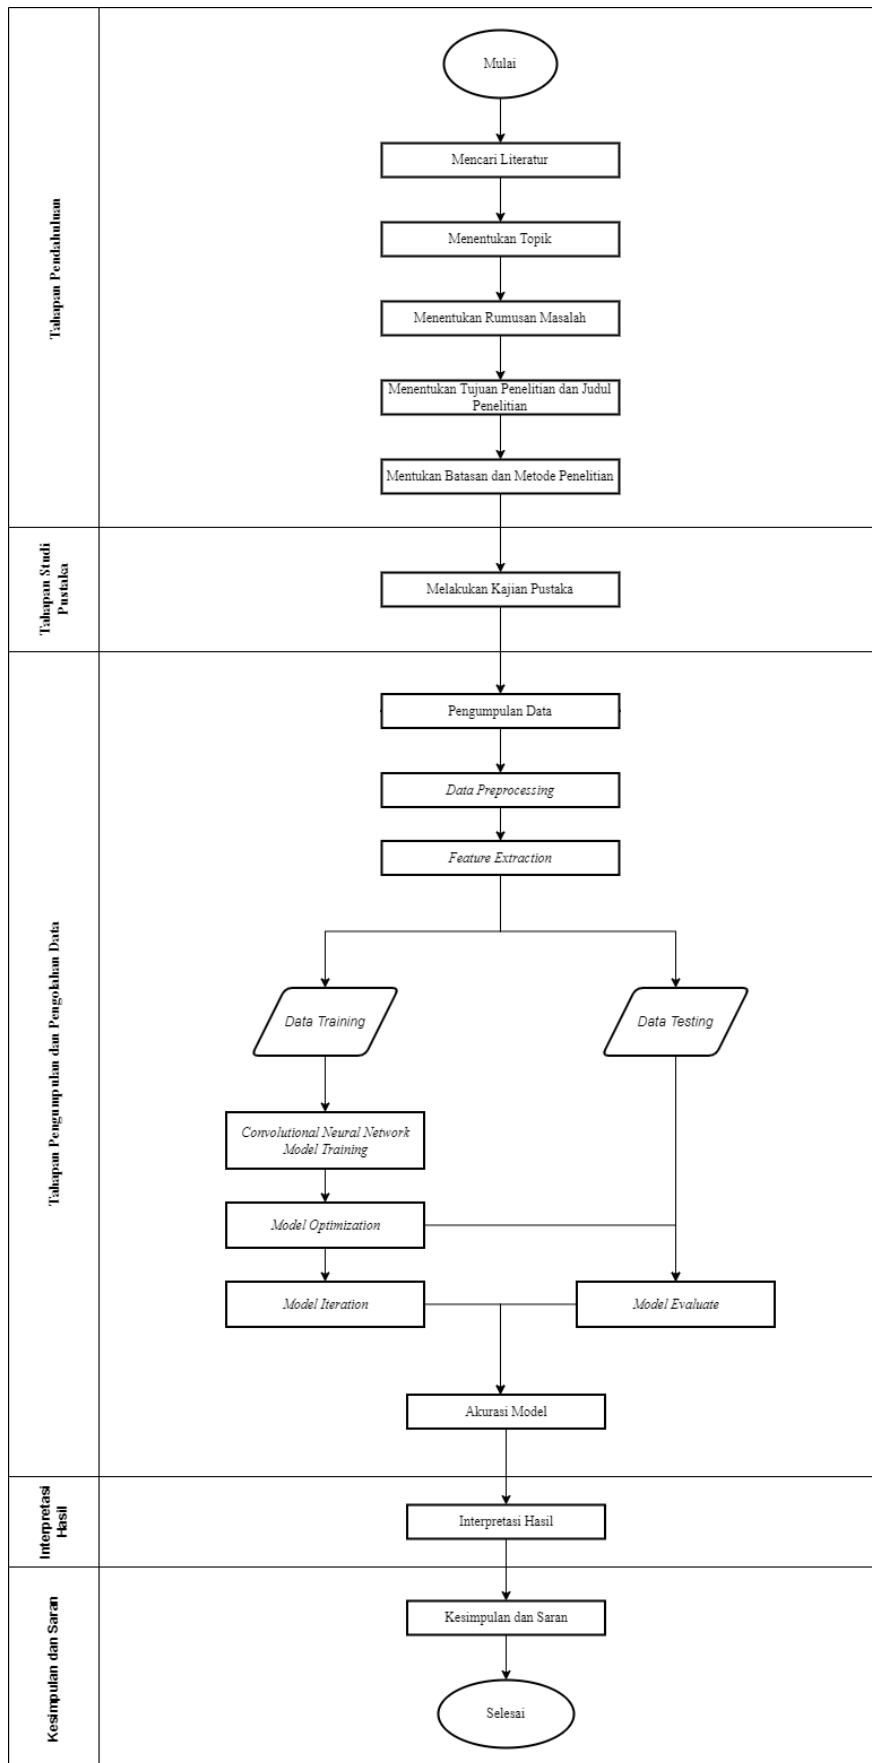 Tahapan Pendahuluan
Mulai
Mencari Literatur
Menentukan Topik
Menentukan Rumusan Masalah
Menentukan Tujuan Penelitian dan Judul
Penelitian
Mentukan Batasan dan Metode Penelitian
Tahapan Studi
Pustaka
Melakukan Kajian Pustaka
Tahapan Pengumpulan dan Pengolahan Data
Pengumpulan Data
Data Preprocessing
Feature Extraction
Data Training
Data Testing
Convolutional Neural Network
Model Training
Model Optimization
Model Iteration
Model Evaluate
Akurasi Model
Interpretasi
Hasil
Interpretasi Hasil
Kesimpulan dan Saran
Kesimpulan dan Saran
Selesai